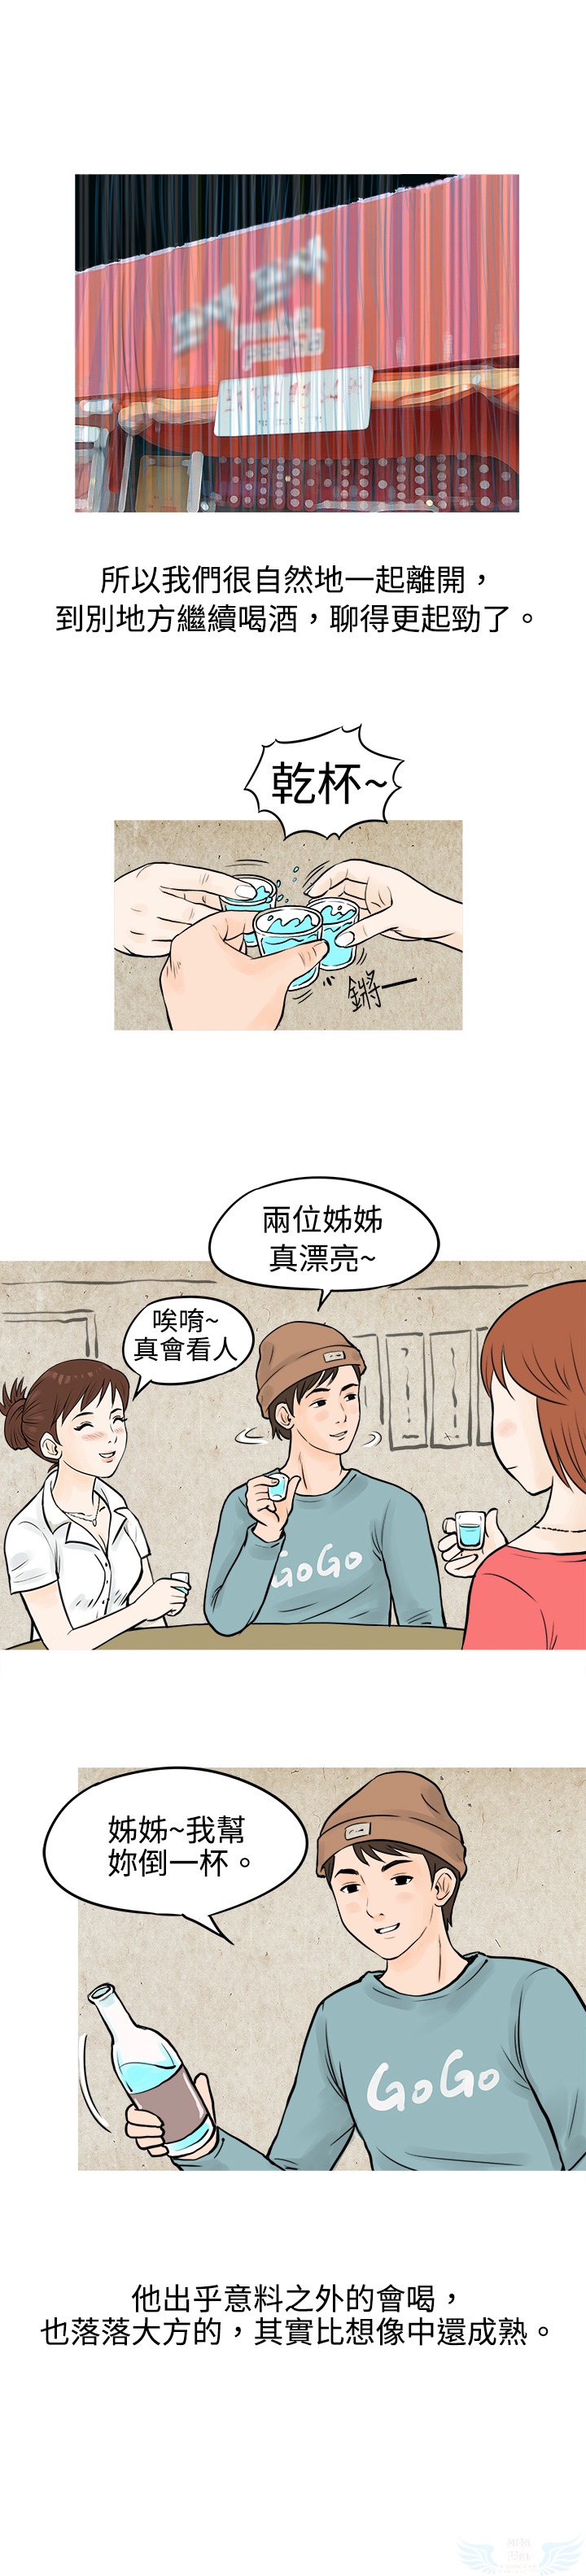 所以我們很自然地一起離開，
到別地方繼續喝酒，聊得更起勁了。
乾杯~
鏘一
兩位姊姊
真漂亮~
唉唷~
真會看人
GoGo
姊姊~我幫
妳倒一杯。
GoGo
他出乎意料之外的會喝，
也落落大方的，其實比想像中還成熟。